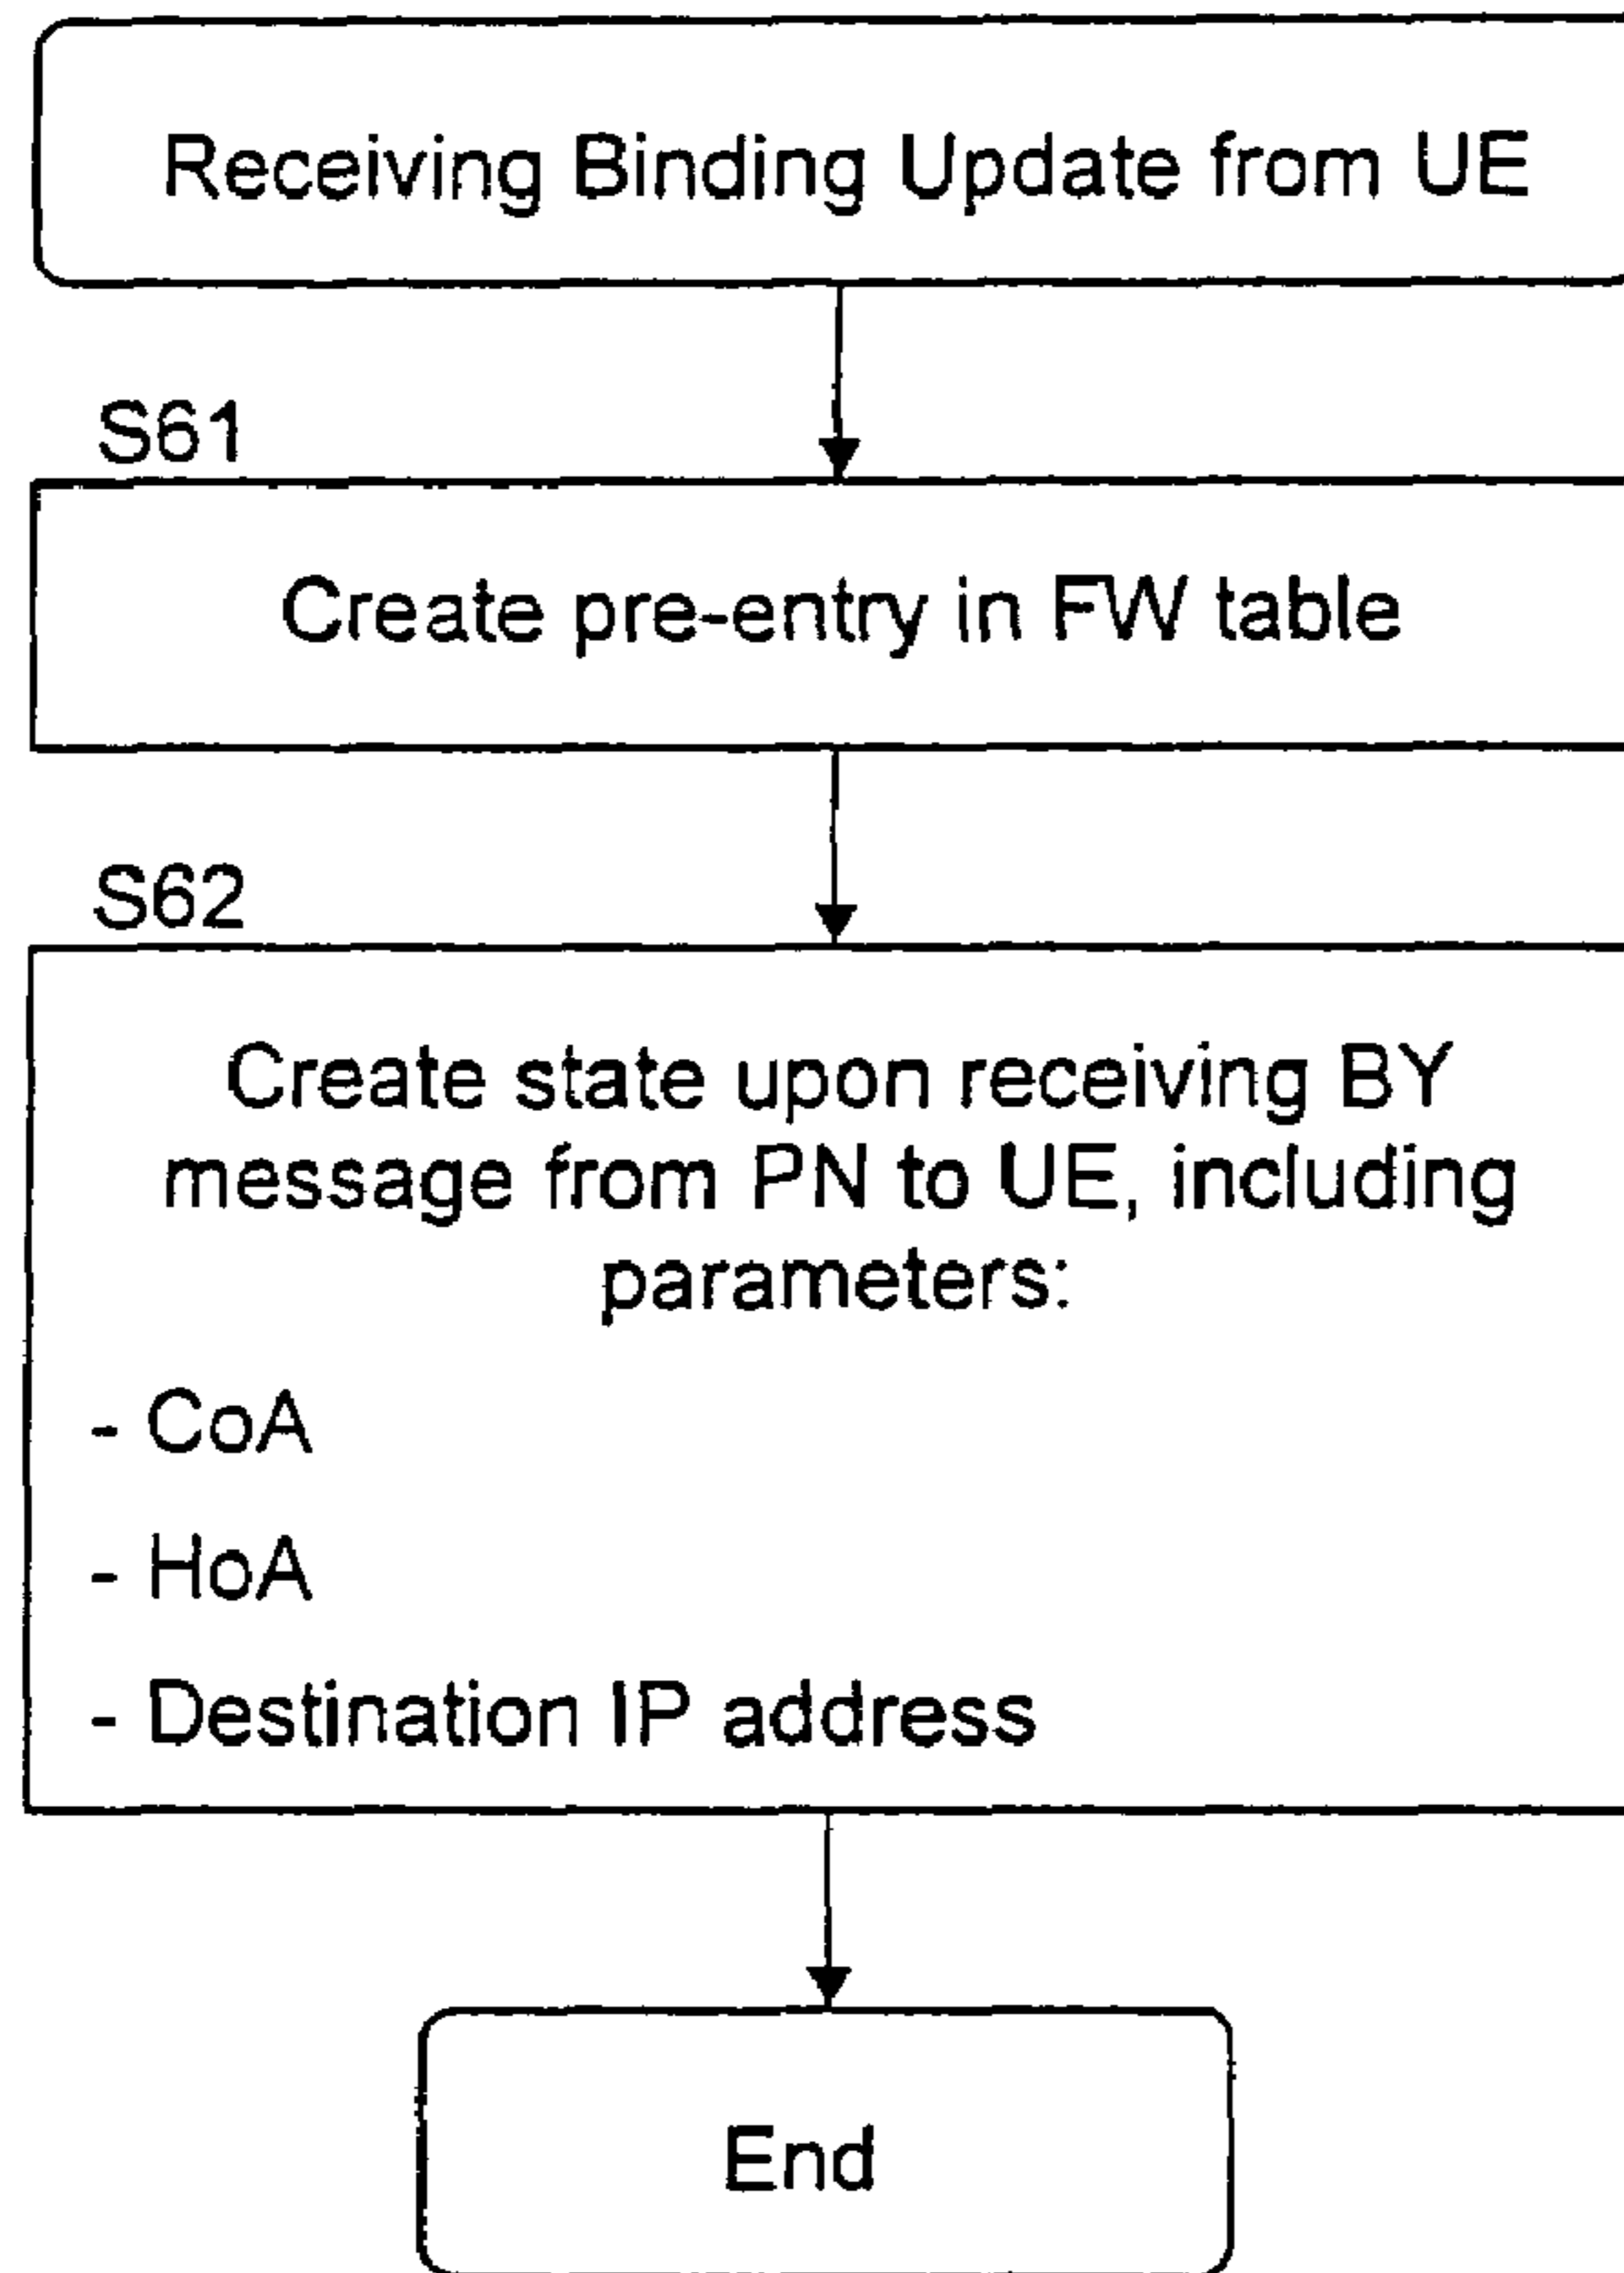 Receiving Binding Update from UE
S61
Create pre-entry in FW table
S62
Create state upon receiving BY
message from PN to UE, including
parameters:
- CoA
- HoA
- Destination IP address
End